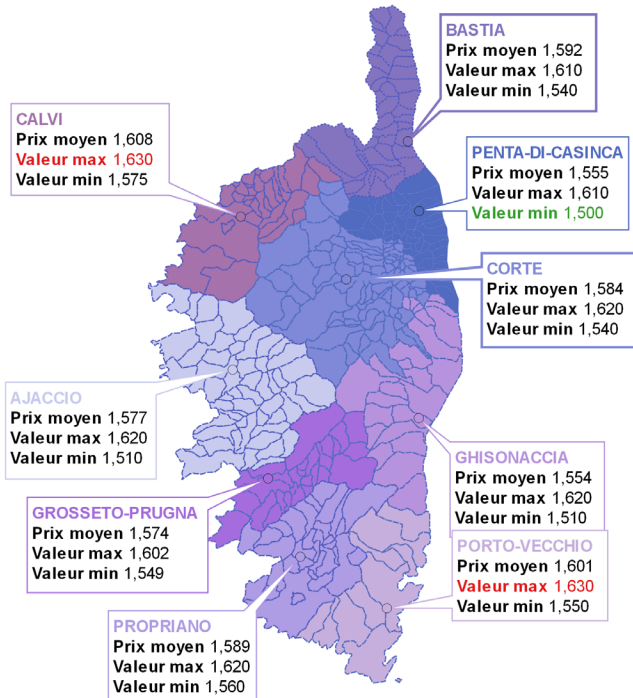 BASTIA
Prix moyen 1,592
Valeur max 1,610
Valeur min 1,540
CALVI
Prix moyen 1,608
Valeur max 1,630
Valeur min 1,575
PENTA-DI-CASINCA
Prix moyen 1,555
Valeur max 1,610
Valeur min 1,500
CORTE
Prix moyen 1,584
Valeur max 1,620
Valeur min 1,540
AJACCIO
Prix moyen 1,577
Valeur max 1,620
Valeur min 1,510
GHISONACCIA
Prix moyen 1,554
Valeur max 1,620
Valeur min 1,510
GROSSETO-PRUGNA
Prix moyen 1,574
Valeur max 1,602
Valeur min 1,549
PORTO-VECCHIO
Prix moyen 1,601
Valeur max 1,630
Valeur min 1,550
PROPRIANO
Prix moyen 1,589
Valeur max 1,620
Valeur min 1,560